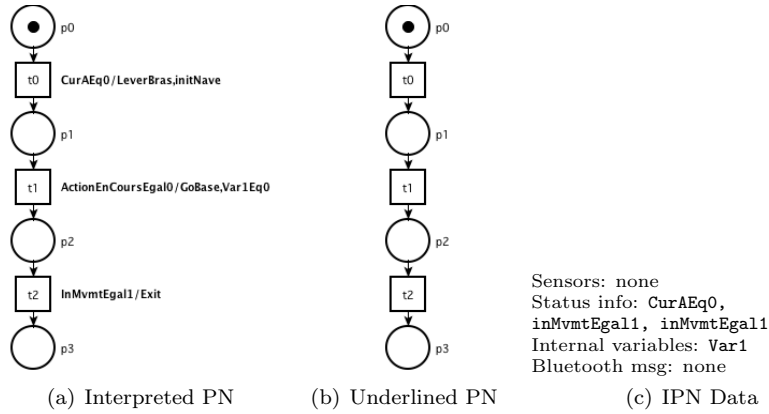 p0
t0 CurAEq0/LeverBras,initNave
p1
t1 ActionEnCoursEgal0/GoBase,Var1Eq0
p2
t2 InMvmtEgal1/Exit
p3
(a) Interpreted PN
p0
t0
p1
t1
p2
t2
p3
(b) Underlined PN
Sensors: none
Status info: CurAEq0,
inMvmtEgal1, inMvmtEgal1
Internal variables: Var1
Bluetooth msg: none
(c) IPN Data